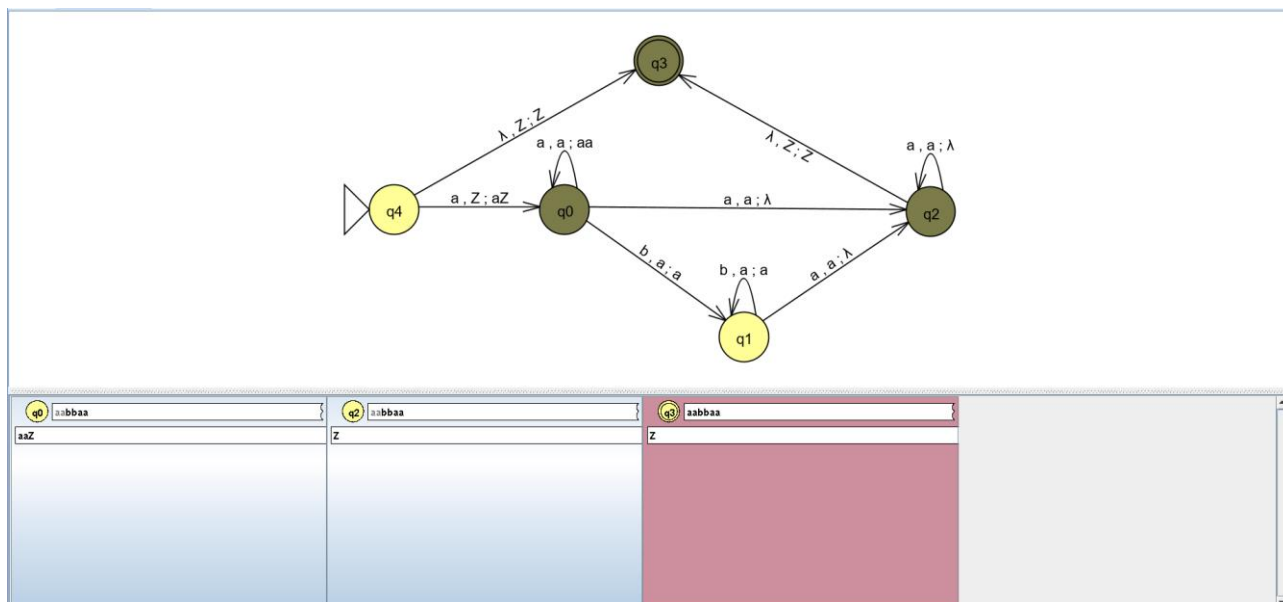 q3
λ , Z ; Z
λ , Z ; Z
a , a ; aa
a , a ; λ
q4
a , Z ; aZ
q0
a , a ; λ
q2
b , a ; a
b , a ; a
a , a ; λ
q1
q0 aabbaa
q2 aabbaa
q3 aabbaa
aaZ
Z
Z